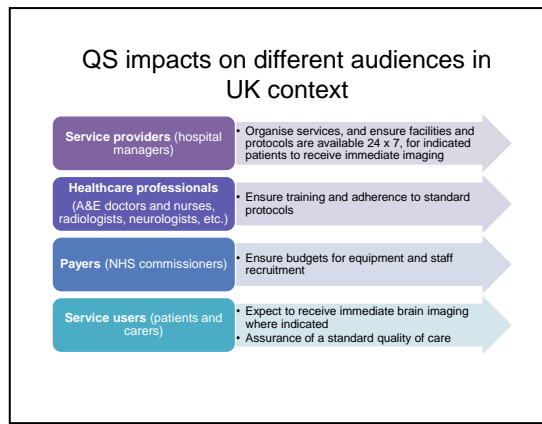 QS impacts on different audiences in
UK context
Service providers (hospital
managers)
• Organise services, and ensure facilities and
protocols are available 24 x 7, for indicated
patients to receive immediate imaging
Healthcare professionals
(A&E doctors and nurses,
radiologists, neurologists, etc.)
• Ensure training and adherence to standard
protocols
Payers (NHS commissioners)
• Ensure budgets for equipment and staff
recruitment
Service users (patients and
carers)
• Expect to receive immediate brain imaging
where indicated
• Assurance of a standard quality of care